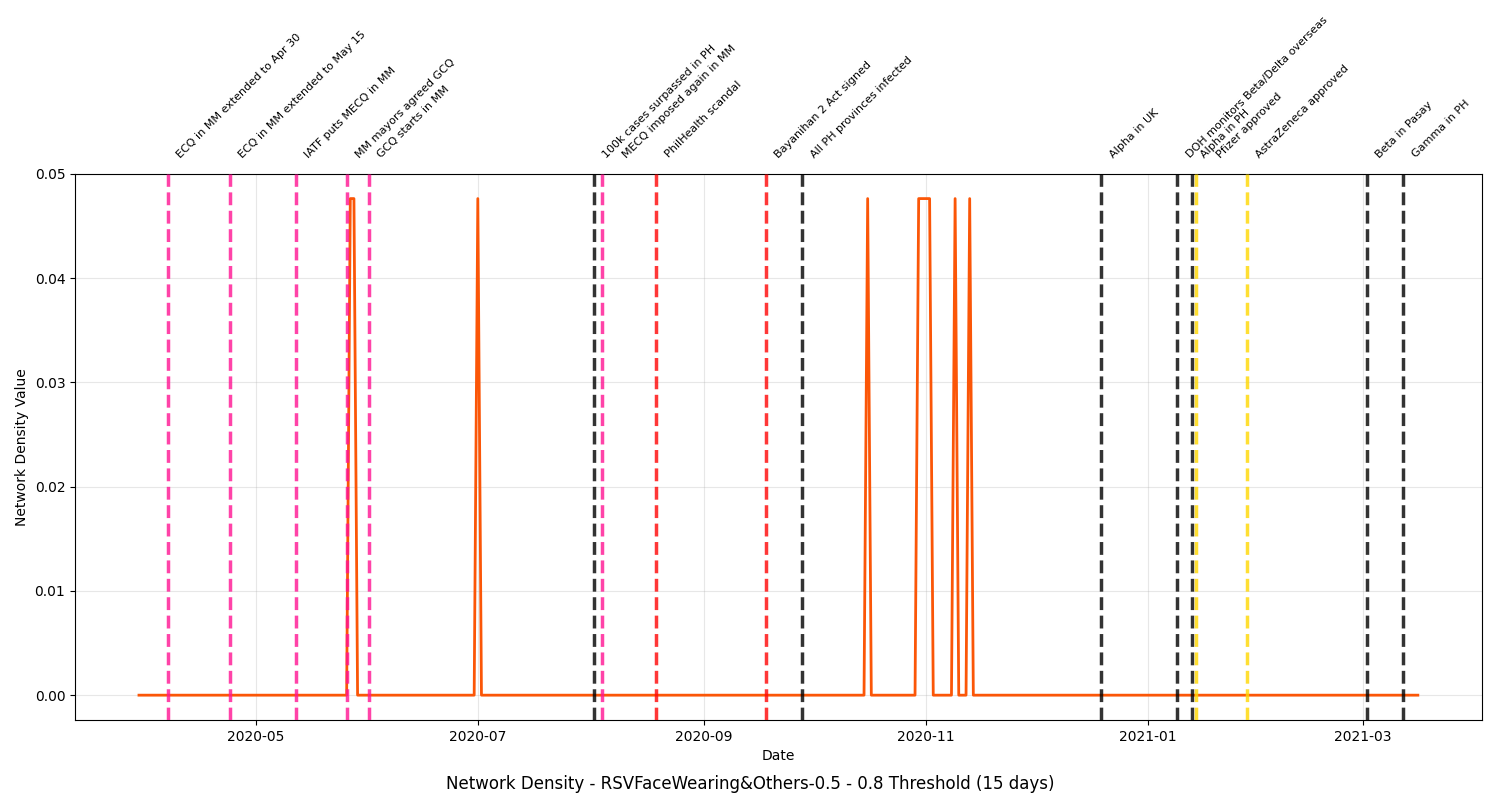 ECQ in MM extended to Apr 30
ECQ in MM extended to May 15
IATF puts MECQ in MM
MM mayors agreed GCQ
GCQ starts in MM
100k cases surpassed in PH
MECQ imposed again in MM
PhilHealth scandal
Bayanihan 2 Act signed
All PH provinces infected
Alpha in UK
DOH monitors Beta/Delta overseas
Alpha in PH
Pfizer approved
AstraZeneca approved
Beta in Pasay
Gamma in PH
0.05
0.04
0.03
0.02
0.01
0.00
Network Density Value
2020-05
2020-07
2020-09
2020-11
2021-01
2021-03
Date
Network Density - RSVFaceWearing&Others-0.5 - 0.8 Threshold (15 days)